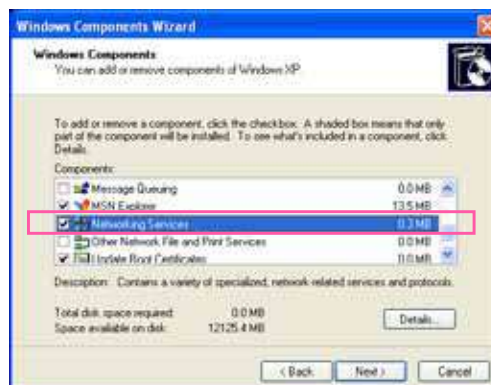 Windows Components Wizard
Windows Components
You can add or remove components of Windows XP.
To add or remove a component, click the checkbox. A shaded box means that only
part of the component will be installed. To see what's included in a component, click
Details.
Components:
Message Queuing 0.0 MB
MSN Explorer 13.5 MB
Networking Services 0.3 MB
Other Network File and Print Services 0.0 MB
Update Root Certificates 0.0 MB
Description: Contains a variety of specialized, network-related services and protocols.
Total disk space required: 0.0 MB
Space available on disk: 12125.4 MB
Details...
< Back Next > Cancel